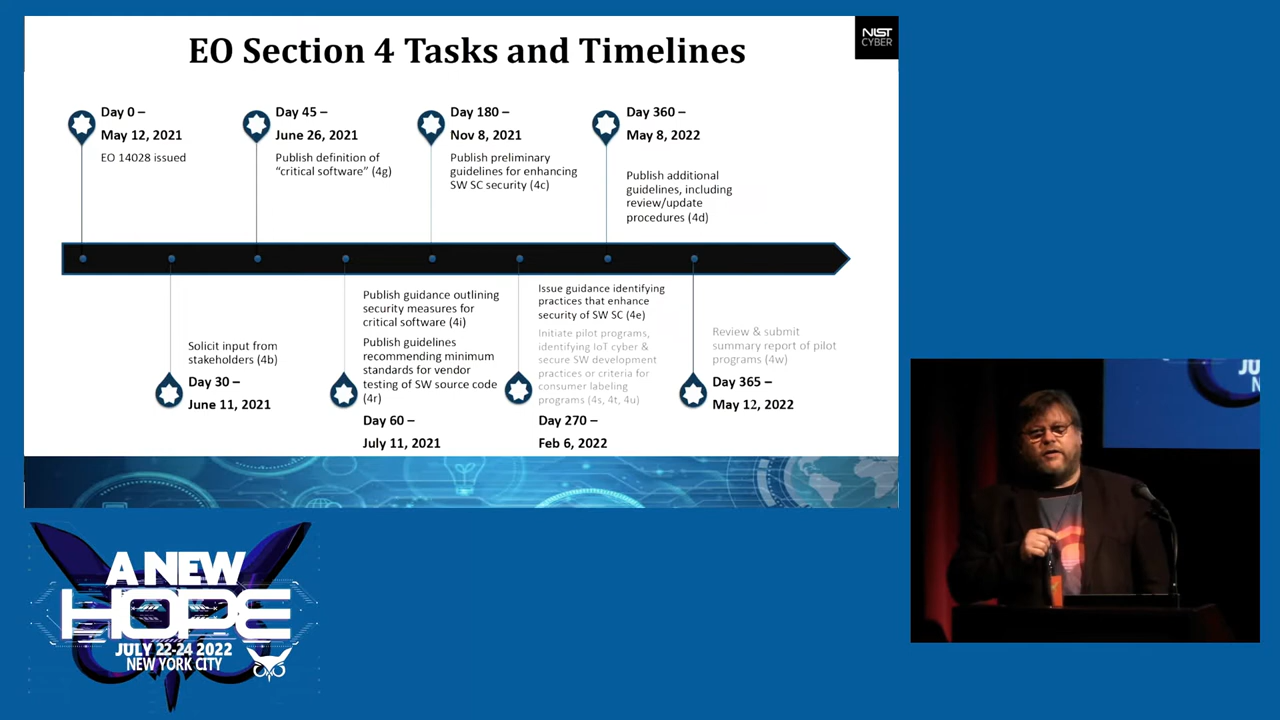 EO Section 4 Tasks and Timelines
NIST
CYBER
Day 0 –
May 12, 2021
EO 14028 issued
Day 45 –
June 26, 2021
Publish definition of
“critical software” (4g)
Day 180 –
Nov 8, 2021
Publish preliminary
guidelines for enhancing
SW SC security (4c)
Day 360 –
May 8, 2022
Publish additional
guidelines, including
review/update
procedures (4d)
Solicit input from
stakeholders (4b)
Day 30 –
June 11, 2021
Publish guidance outlining
security measures for
critical software (4i)
Publish guidelines
recommending minimum
standards for vendor
testing of SW source code
(4r)
Day 60 –
July 11, 2021
Issue guidance identifying
practices that enhance
security of SW SC (4e)
Initiate pilot programs,
identifying IoT cyber &
secure SW development
practices or criteria for
consumer labeling
programs (4s, 4t, 4u)
Day 270 –
Feb 6, 2022
Review & submit
summary report of pilot
programs (4w)
Day 365 –
May 12, 2022
A NEW
HOPE
JULY 22-24 2022
NEW YORK CITY
JU
N